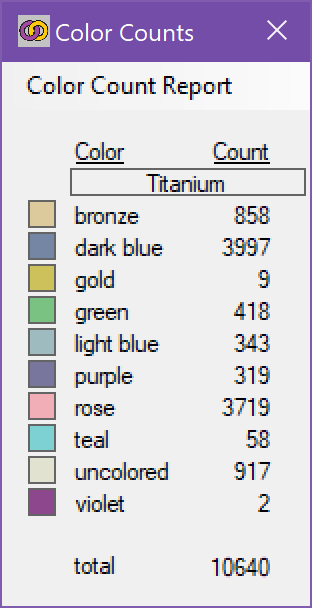 Color Counts
Color Count Report
Color Count
Titanium
bronze 858
dark blue 3997
gold 9
green 418
light blue 343
purple 319
rose 3719
teal 58
uncolored 917
violet 2
total 10640